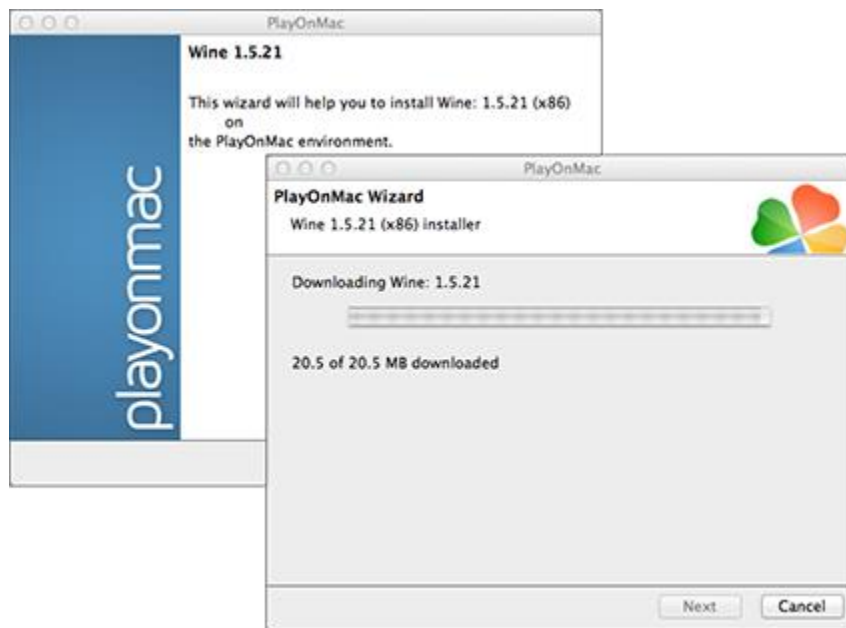 PlayOnMac
Wine 1.5.21
This wizard will help you to install Wine: 1.5.21 (x86)
on
the PlayOnMac environment.
playonmac
PlayOnMac
PlayOnMac Wizard
Wine 1.5.21 (x86) installer
Downloading Wine: 1.5.21
20.5 of 20.5 MB downloaded
Next
Cancel